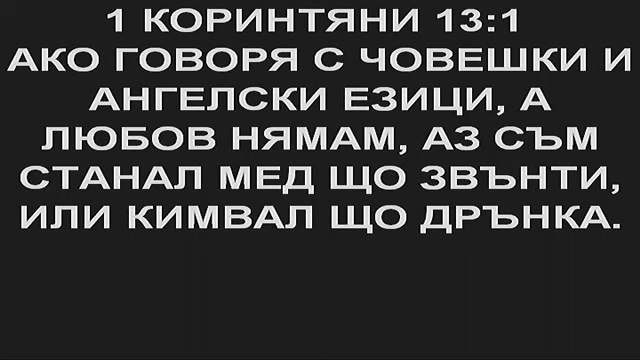 1 КОРИНТЯНИ 13:1
АКО ГОВОРЯ С ЧОВЕШКИ И
АНГЕЛСКИ ЕЗИЦИ, А
ЛЮБОВ НЯМАМ, АЗ СЪМ
СТАНАЛ МЕД ЩО ЗВЪНТИ,
ИЛИ КИМВАЛ ЩО ДРЪНКА.